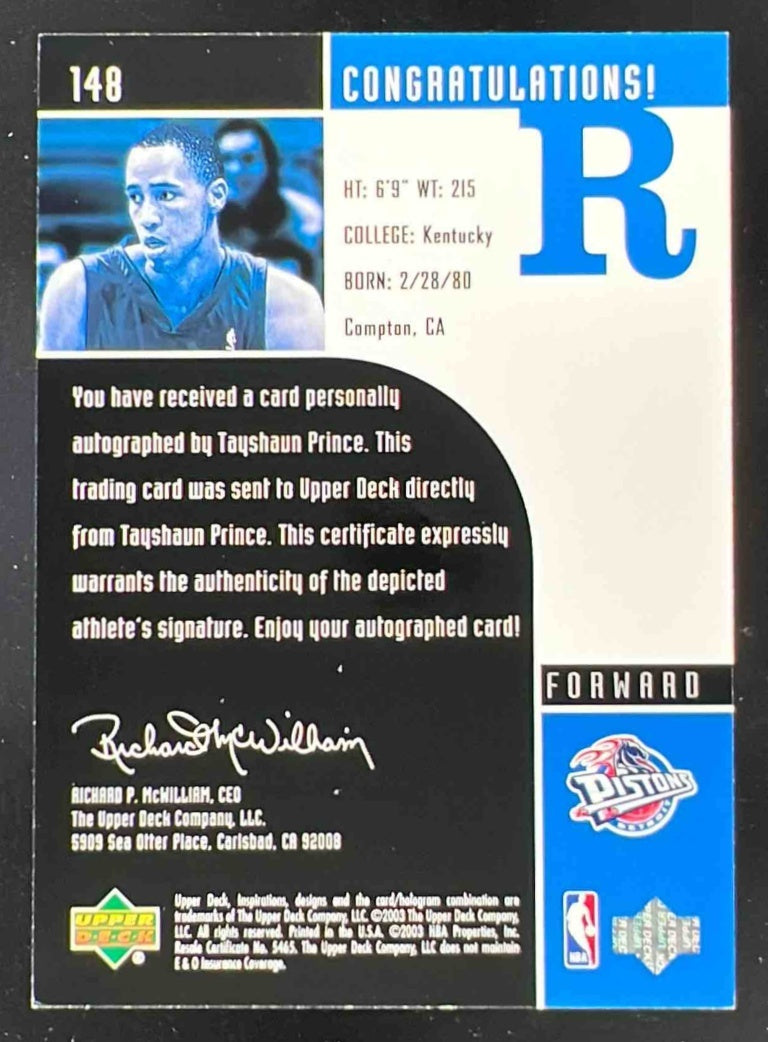 148
CONGRATULATIONS!
R
HT: 6'9" WT: 215
COLLEGE: Kentucky
BORN: 2/28/80
Compton, CA
You have received a card personally
autographed by Tayshaun Prince. This
trading card was sent to Upper Deck directly
from Tayshaun Prince. This certificate expressly
warrants the authenticity of the depicted
athlete's signature. Enjoy your autographed card!
FORWARD
PISTONS
DETROIT
Richard P McWilliam
RICHARD P. McWILLIAM, CEO
The Upper Deck Company, LLC.
5909 Sea Otter Place, Carlsbad, CA 92008
UPPER
DECK
Upper Deck, Inspirations, designs and the card/hologram combination are
trademarks of The Upper Deck Company, LLC. ©2003 The Upper Deck Company,
LLC. All rights reserved. Printed in the U.S.A. ©2003 NBA Properties, Inc.
Resale Certificate No. 5465. The Upper Deck Company, LLC does not maintain
E & O Insurance Coverage.
NBA